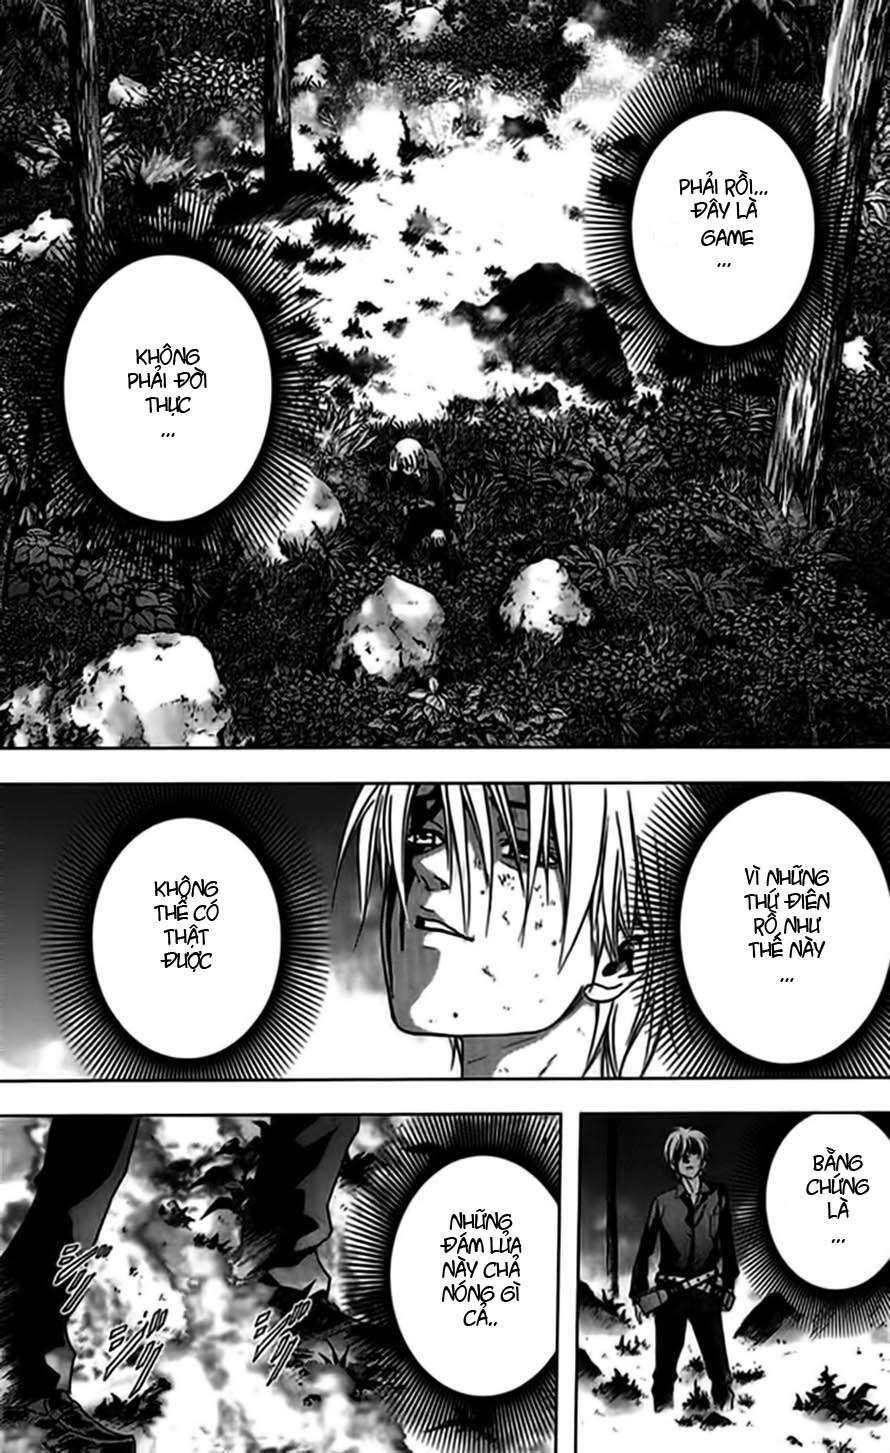 PHẢI RỒI...
ĐÂY LÀ
GAME
...
KHÔNG
PHẢI ĐỜI
THỰC
...
VÌ NHỮNG
THỨ ĐIÊN
RỒ NHƯ
THẾ NÀY
...
KHÔNG
THỂ CÓ
THẬT
ĐƯỢC
BẰNG
CHỨNG
LÀ
...
NHỮNG
ĐÁM LỬA
NÀY CHẢ
NÓNG GÌ
CẢ..